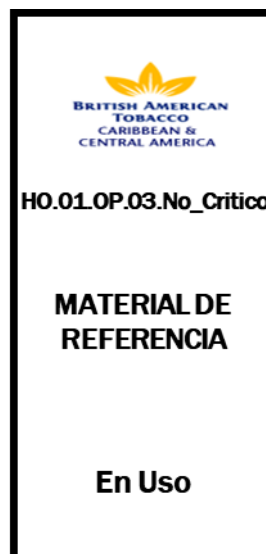 BRITISH AMERICAN
TOBACCO
CARIBBEAN &
CENTRAL AMERICA
HO.01.OP.03.No_Critico
MATERIAL DE
REFERENCIA
En Uso